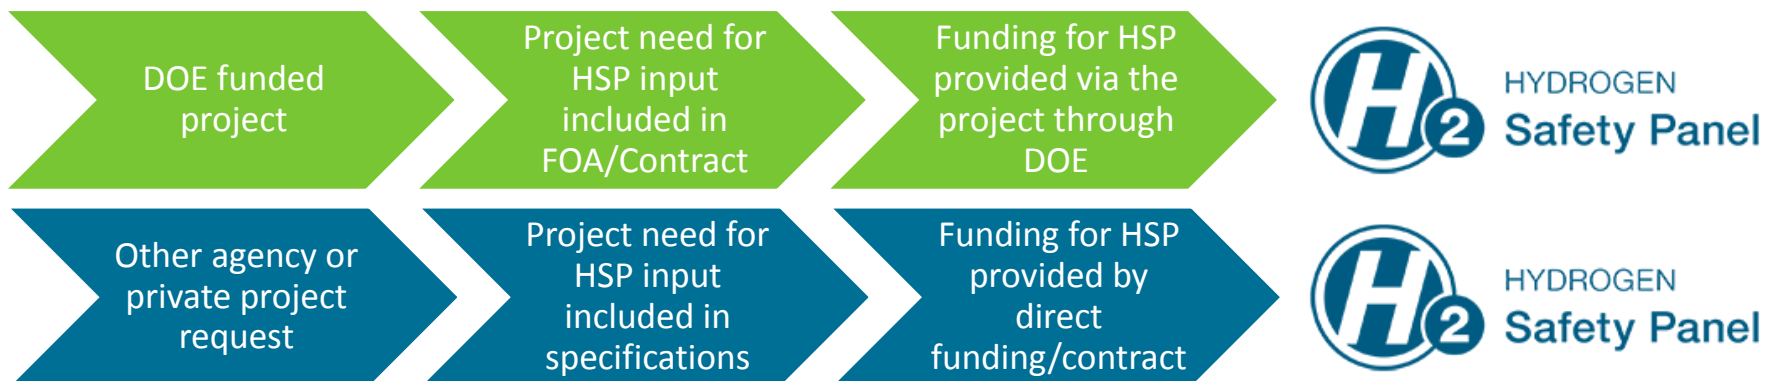 DOE funded
project
Project need for
HSP input
included in
FOA/Contract
Funding for HSP
provided via the
project through
DOE
H2
HYDROGEN
Safety Panel
Other agency or
private project
request
Project need for
HSP input
included in
specifications
Funding for HSP
provided by
direct
funding/contract
H2
HYDROGEN
Safety Panel